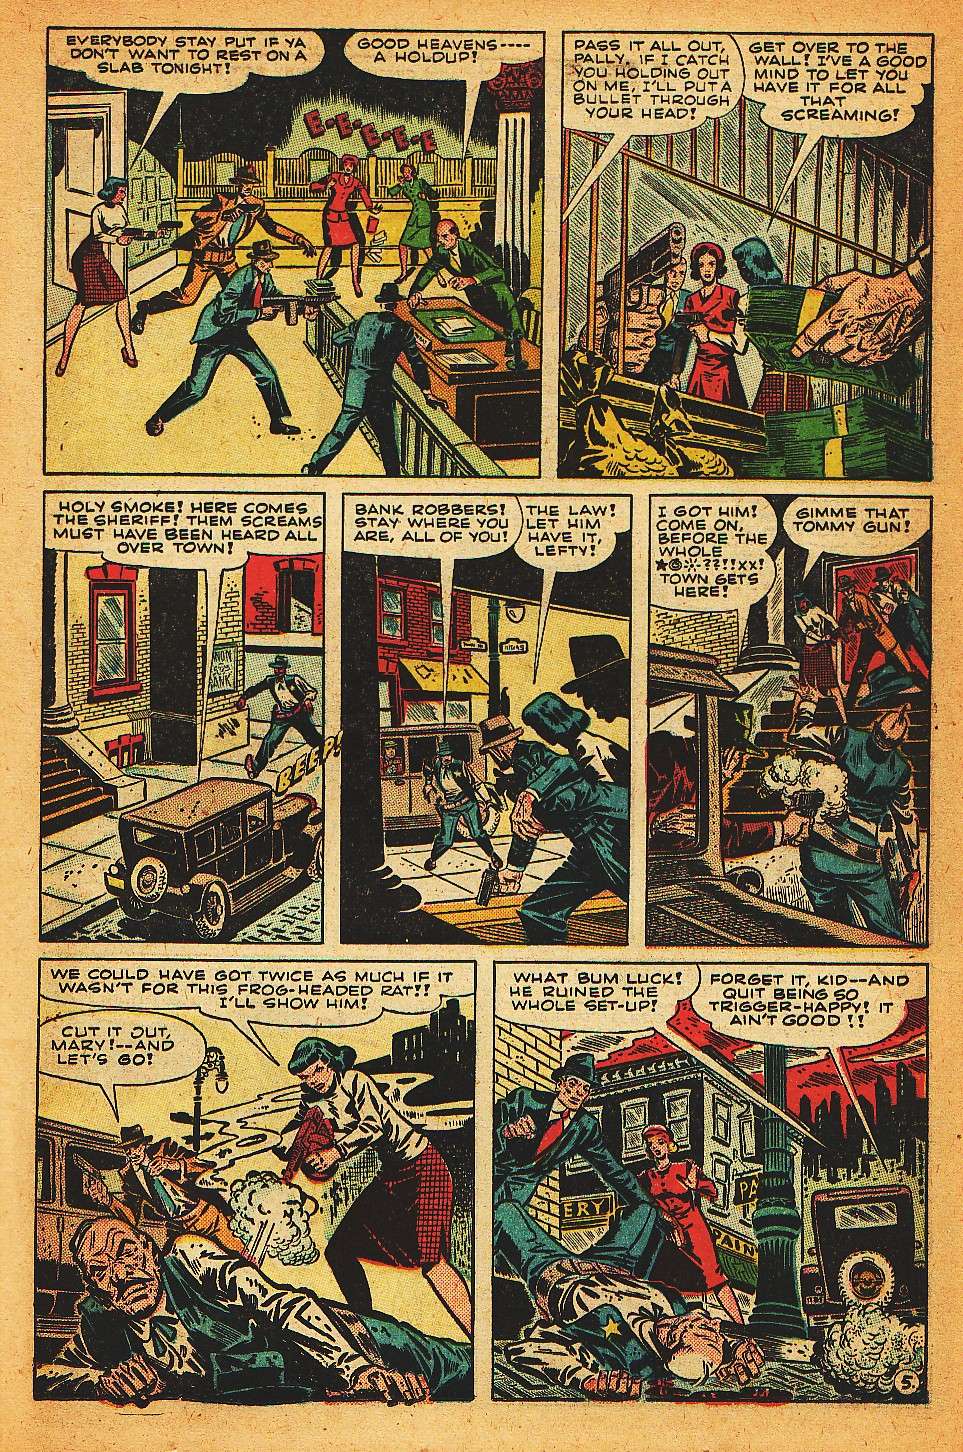 EVERYBODY STAY PUT IF YA
DON'T WANT TO REST ON A
SLAB TONIGHT!
GOOD HEAVENS----
A HOLDUP!
E-E-E-E-E
PASS IT ALL OUT,
PALLY. IF I CATCH
YOU HOLDING OUT
ON ME, I'LL PUT A
BULLET THROUGH
YOUR HEAD!
GET OVER TO THE
WALL! I'VE A GOOD
MIND TO LET YOU
HAVE IT FOR ALL
THAT
SCREAMING!
HOLY SMOKE! HERE COMES
THE SHERIFF! THEM SCREAMS
MUST HAVE BEEN HEARD ALL
OVER TOWN!
BANK
BEEP!
BANK ROBBERS!
STAY WHERE YOU
ARE, ALL OF YOU!
THE LAW!
LET HIM
HAVE IT,
LEFTY!
I GOT HIM!
COME ON,
BEFORE THE
WHOLE
*@※-??!!XX!
TOWN GETS
HERE!
GIMME THAT
TOMMY GUN!
WE COULD HAVE GOT TWICE AS MUCH IF IT
WASN'T FOR THIS FROG-HEADED RAT!!
I'LL SHOW HIM!
CUT IT OUT,
MARY!--AND
LET'S GO!
WHAT BUM LUCK!
HE RUINED THE
WHOLE SET-UP!
FORGET IT, KID--AND
QUIT BEING SO
TRIGGER-HAPPY! IT
AIN'T GOOD!!
ERY
PA
PAIN
5